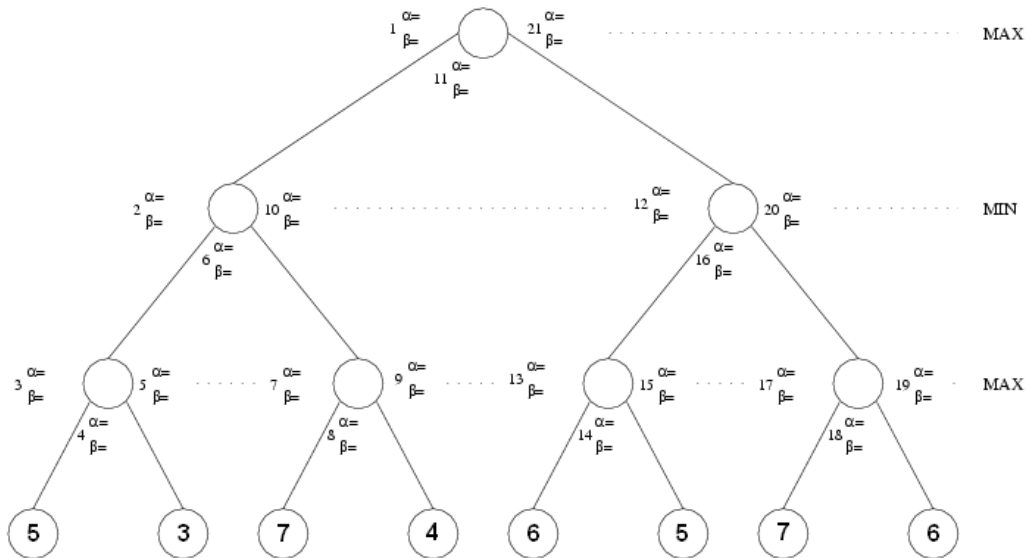 1 α= β=
21 α= β=
MAX
11 α= β=
2 α= β=
10 α= β=
12 α= β=
20 α= β=
MIN
6 α= β=
16 α= β=
3 α= β=
5 α= β=
7 α= β=
9 α= β=
13 α= β=
15 α= β=
17 α= β=
19 α= β=
MAX
4 α= β=
8 α= β=
14 α= β=
18 α= β=
5 3 7 4 6 5 7 6